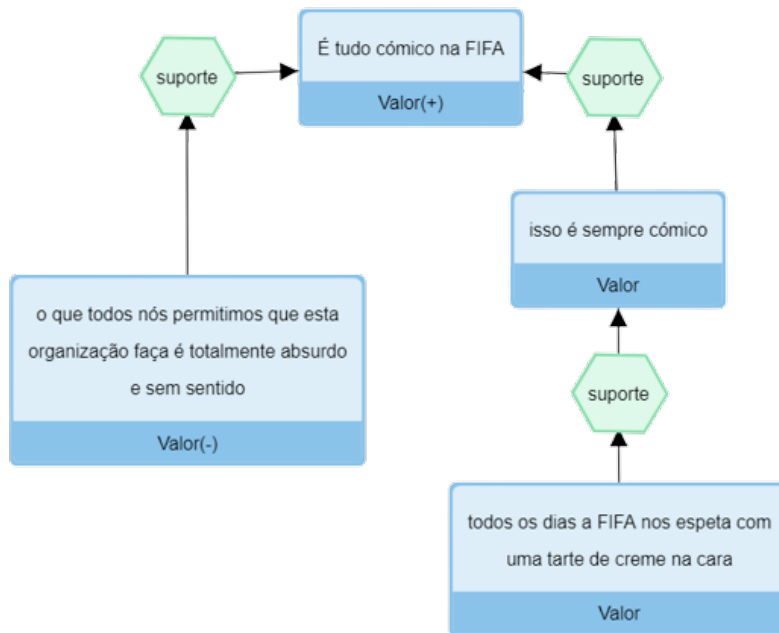 É tudo cómico na FIFA
Valor(+)
suporte
suporte
isso é sempre cómico
Valor
o que todos nós permitimos que esta
organização faça é totalmente absurdo
e sem sentido
Valor(-)
suporte
todos os dias a FIFA nos espeta com
uma tarte de creme na cara
Valor